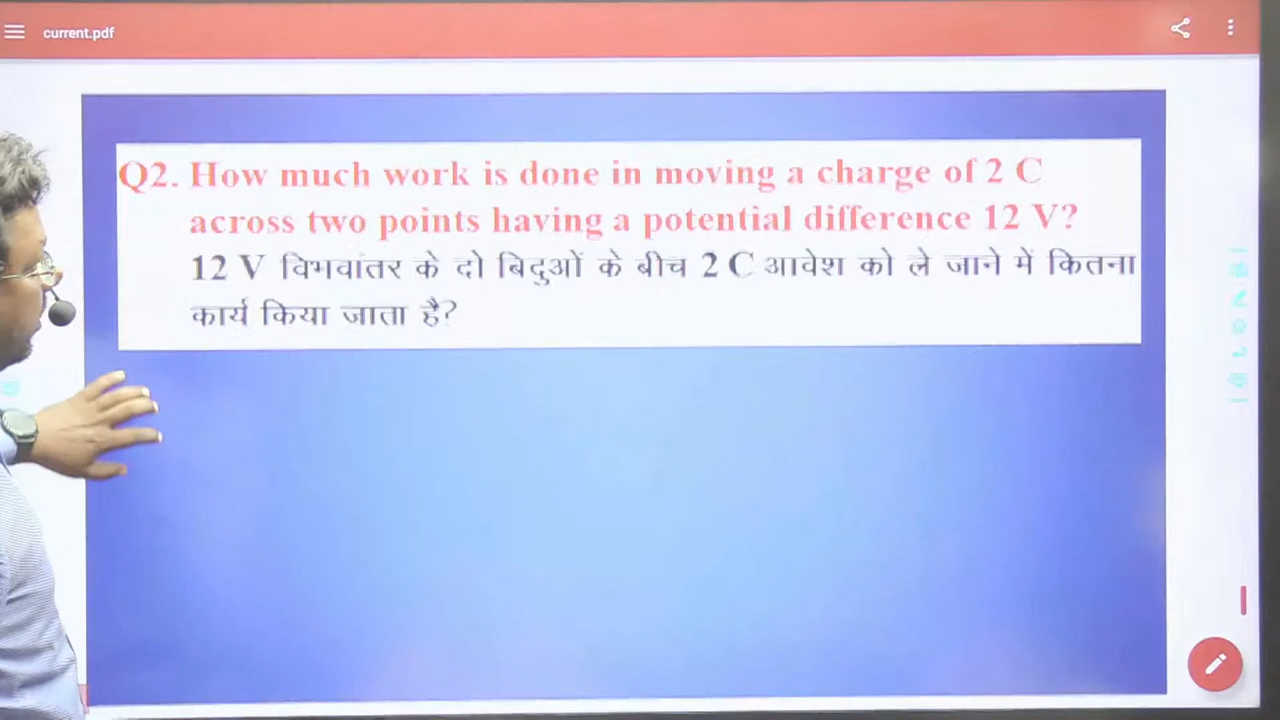 current.pdf
Q2. How much work is done in moving a charge of 2 C
across two points having a potential difference 12 V?
12 V विभवांतर के दो बिदुओं के बीच 2 C आवेश को ले जाने में कितना
कार्य किया जाता है?